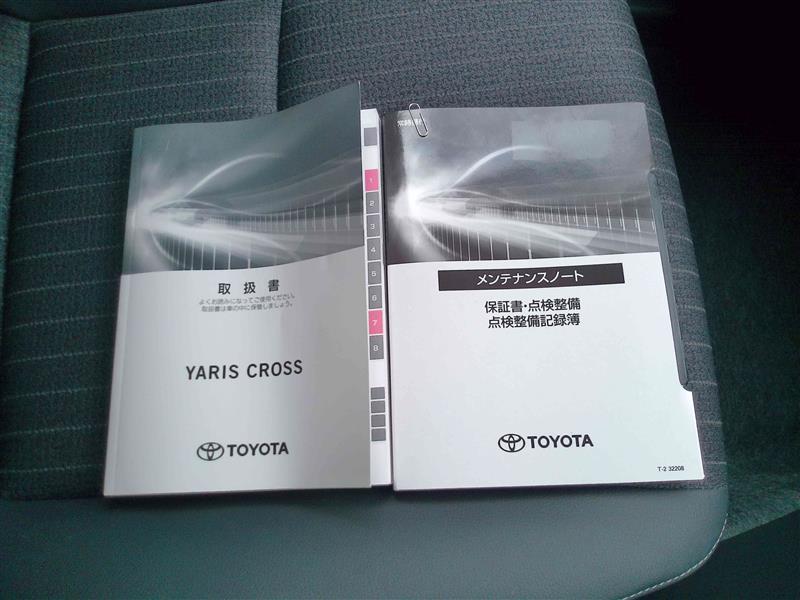 取扱書
よくお読みになってご使用ください。
取扱書は車の中に保管しましょう。
YARIS CROSS
TOYOTA
1
2
3
4
5
6
7
8
メンテナンスノート
保証書・点検整備
点検整備記録簿
TOYOTA
T-2 32208